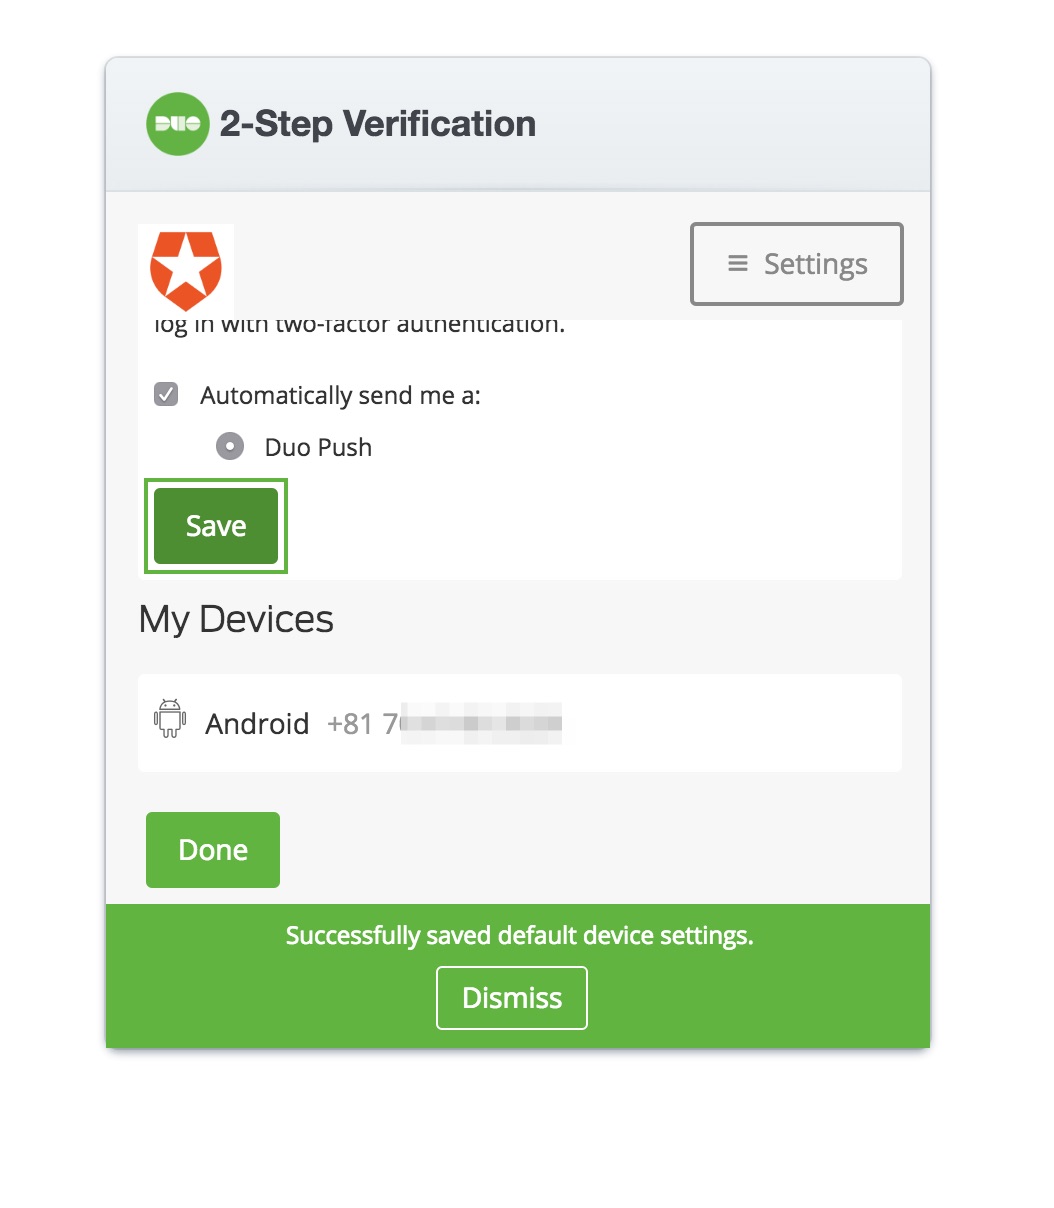 DUO 2-Step Verification
Settings
log in with two-factor authentication.
Automatically send me a:
Duo Push
Save
My Devices
Android +81 7
Done
Successfully saved default device settings.
Dismiss